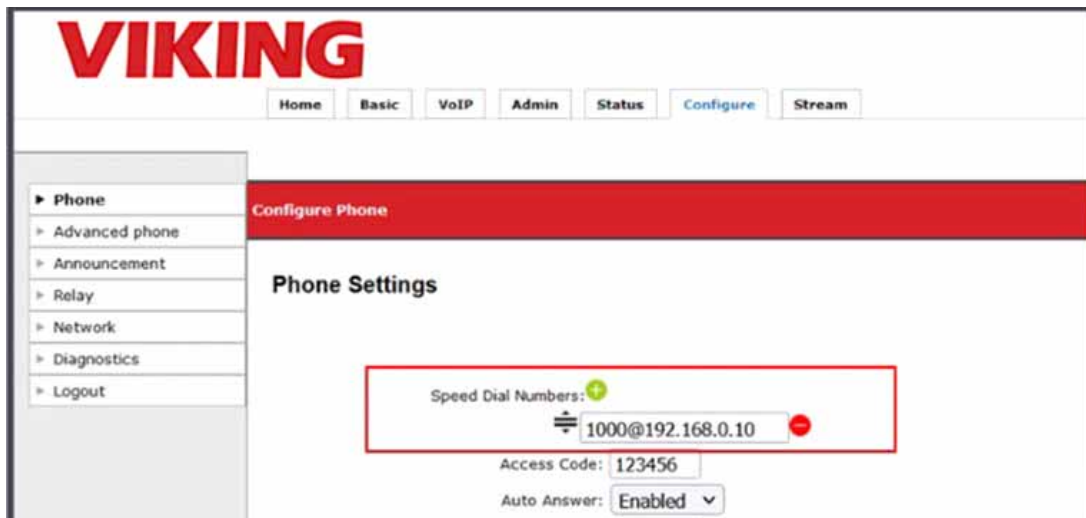 VIKING
Home Basic VoIP Admin Status Configure Stream
Phone
Advanced phone
Announcement
Relay
Network
Diagnostics
Logout
Configure Phone
Phone Settings
Speed Dial Numbers:
1000@192.168.0.10
Access Code: 123456
Auto Answer: Enabled